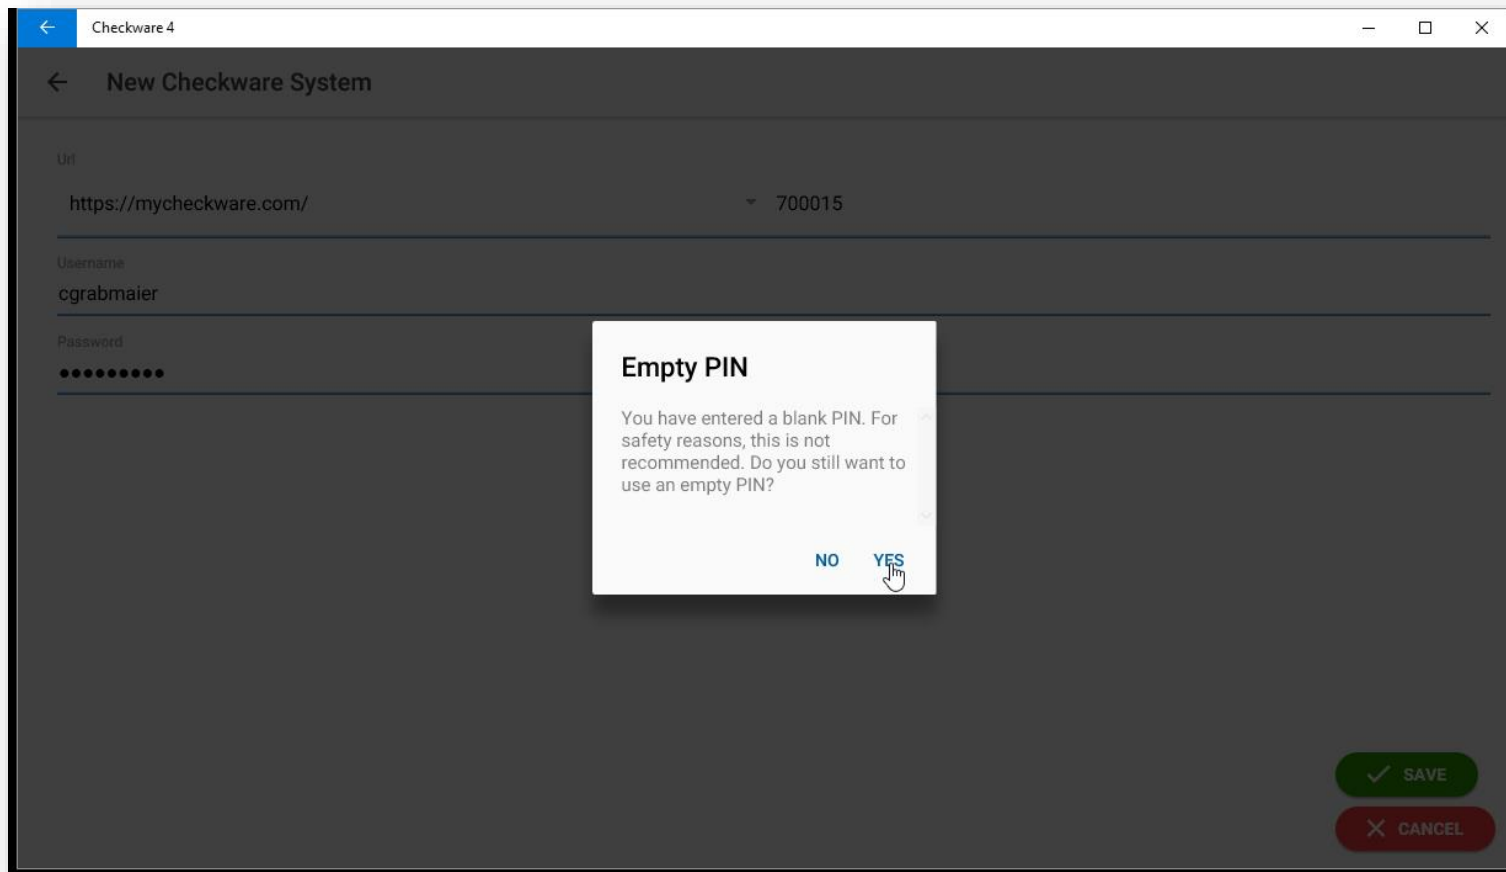 Checkware 4
New Checkware System
Url
https://mycheckware.com/ 700015
Username
cgrabmaier
Password
Empty PIN
You have entered a blank PIN. For
safety reasons, this is not
recommended. Do you still want to
use an empty PIN?
NO YES
SAVE
CANCEL